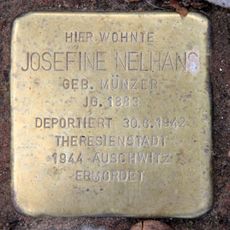 HIER WOHNTE
JOSEFINE NELHANS
GEB. MÜNZER
JG. 1883
DEPORTIERT 30.6.1942
THERESIENSTADT
1944 AUSCHWITZ
ERMORDET